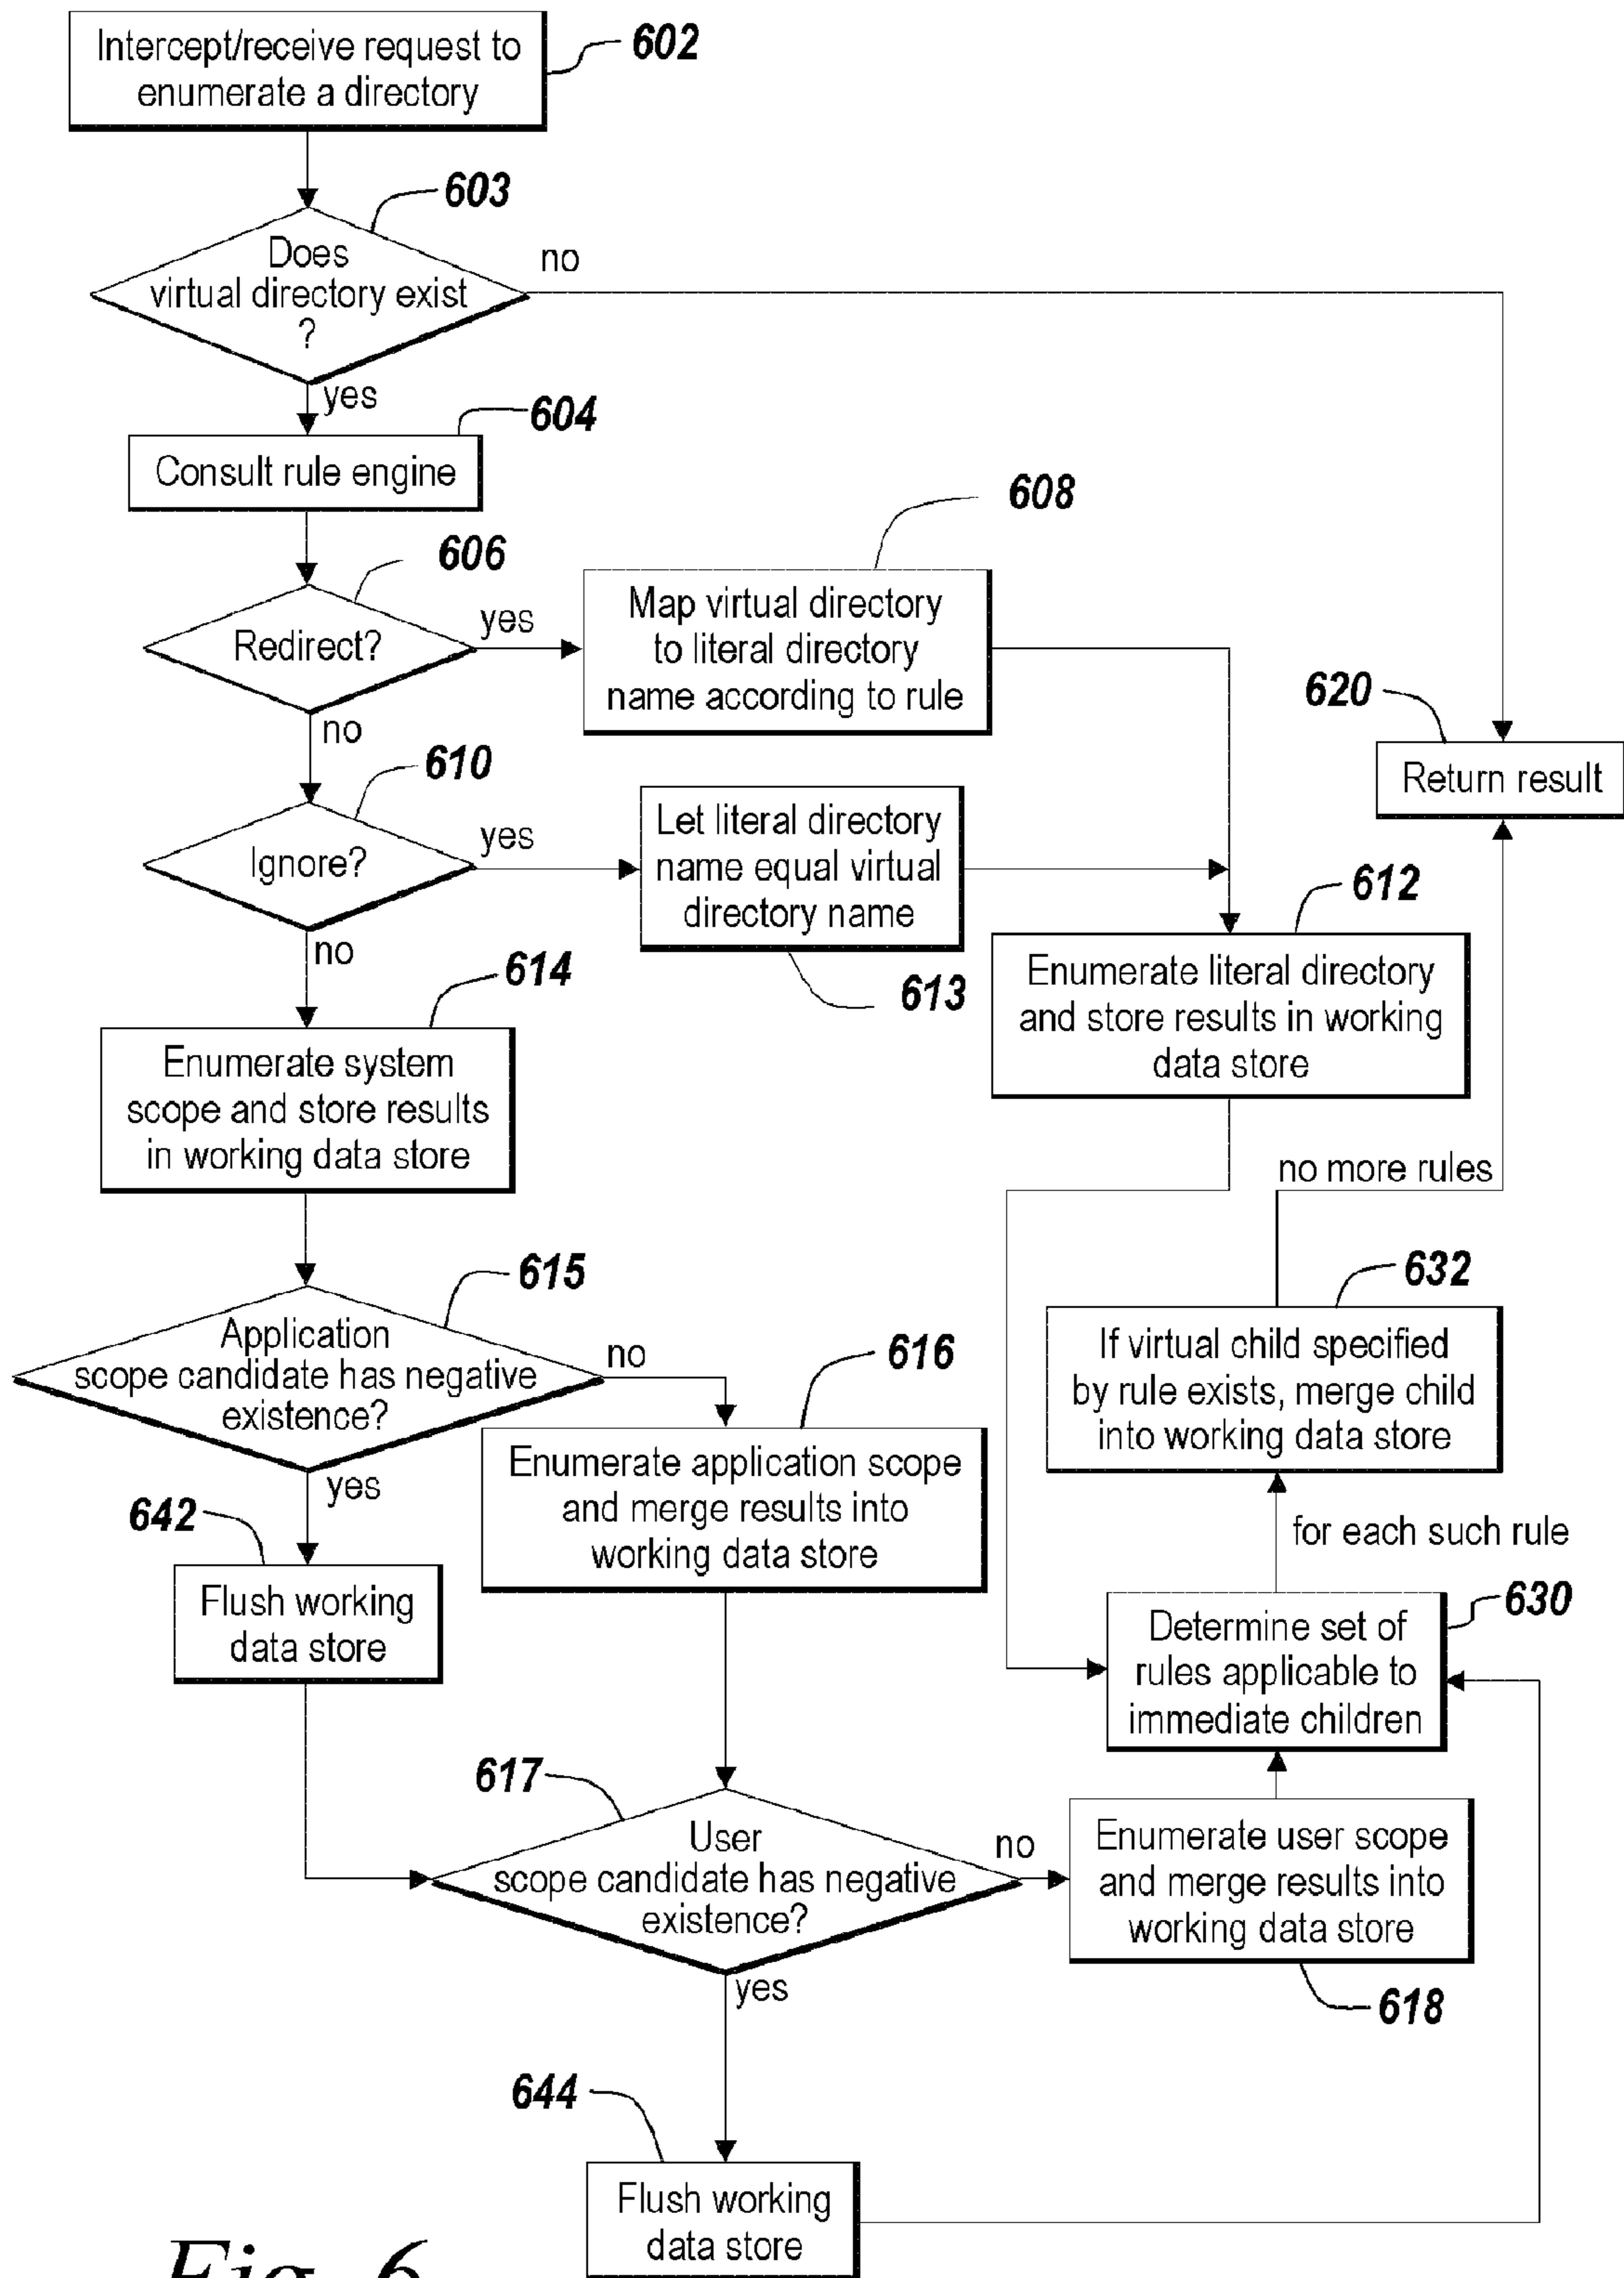 Intercept/receive request to
enumerate a directory
602
603
Does
virtual directory exist
?
no
yes
604
Consult rule engine
608
606
Redirect?
yes
Map virtual directory
to literal directory
name according to rule
no
620
Return result
610
Ignore?
yes
Let literal directory
name equal virtual
directory name
613
no
612
Enumerate literal directory
and store results in working
data store
614
Enumerate system
scope and store results
in working data store
no more rules
615
Application
scope candidate has negative
existence?
no
yes
616
Enumerate application scope
and merge results into
working data store
632
If virtual child specified
by rule exists, merge child
into working data store
for each such rule
642
Flush working
data store
630
Determine set of
rules applicable to
immediate children
617
User
scope candidate has negative
existence?
no
Enumerate user scope
and merge results into
working data store
618
yes
644
Flush working
data store
Fig. 6